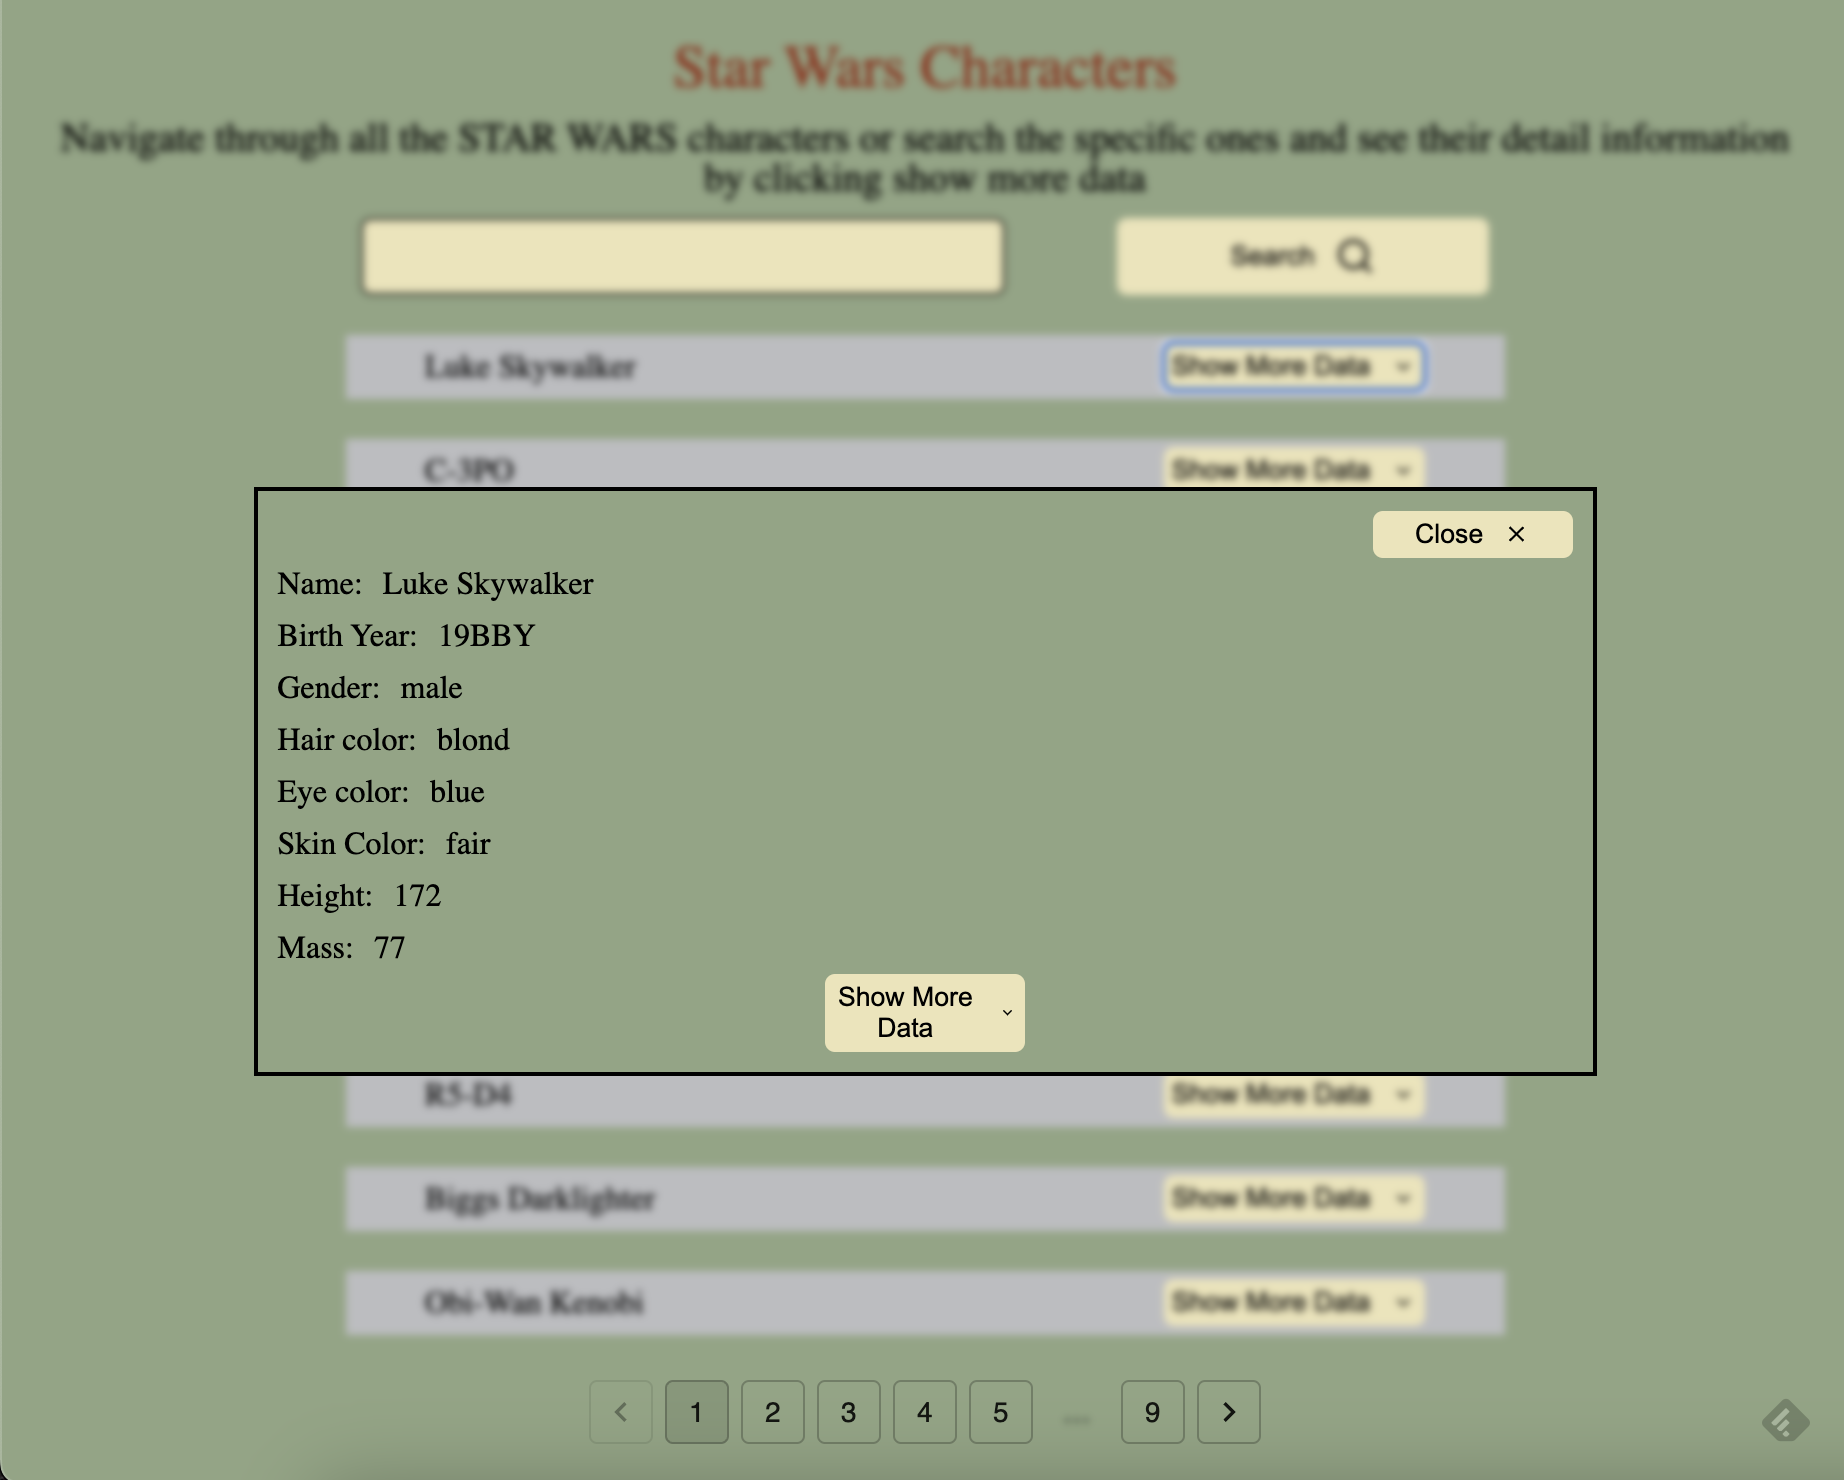 Star Wars Characters
Navigate through all the STAR WARS characters or search the specific ones and see their detail information
by clicking show more data
Search
Luke Skywalker Show More Data
C-3PO Show More Data
Close
Name: Luke Skywalker
Birth Year: 19BBY
Gender: male
Hair color: blond
Eye color: blue
Skin Color: fair
Height: 172
Mass: 77
Show More
Data
R5-D4 Show More Data
Biggs Darklighter Show More Data
Obi-Wan Kenobi Show More Data
1 2 3 4 5 ... 9